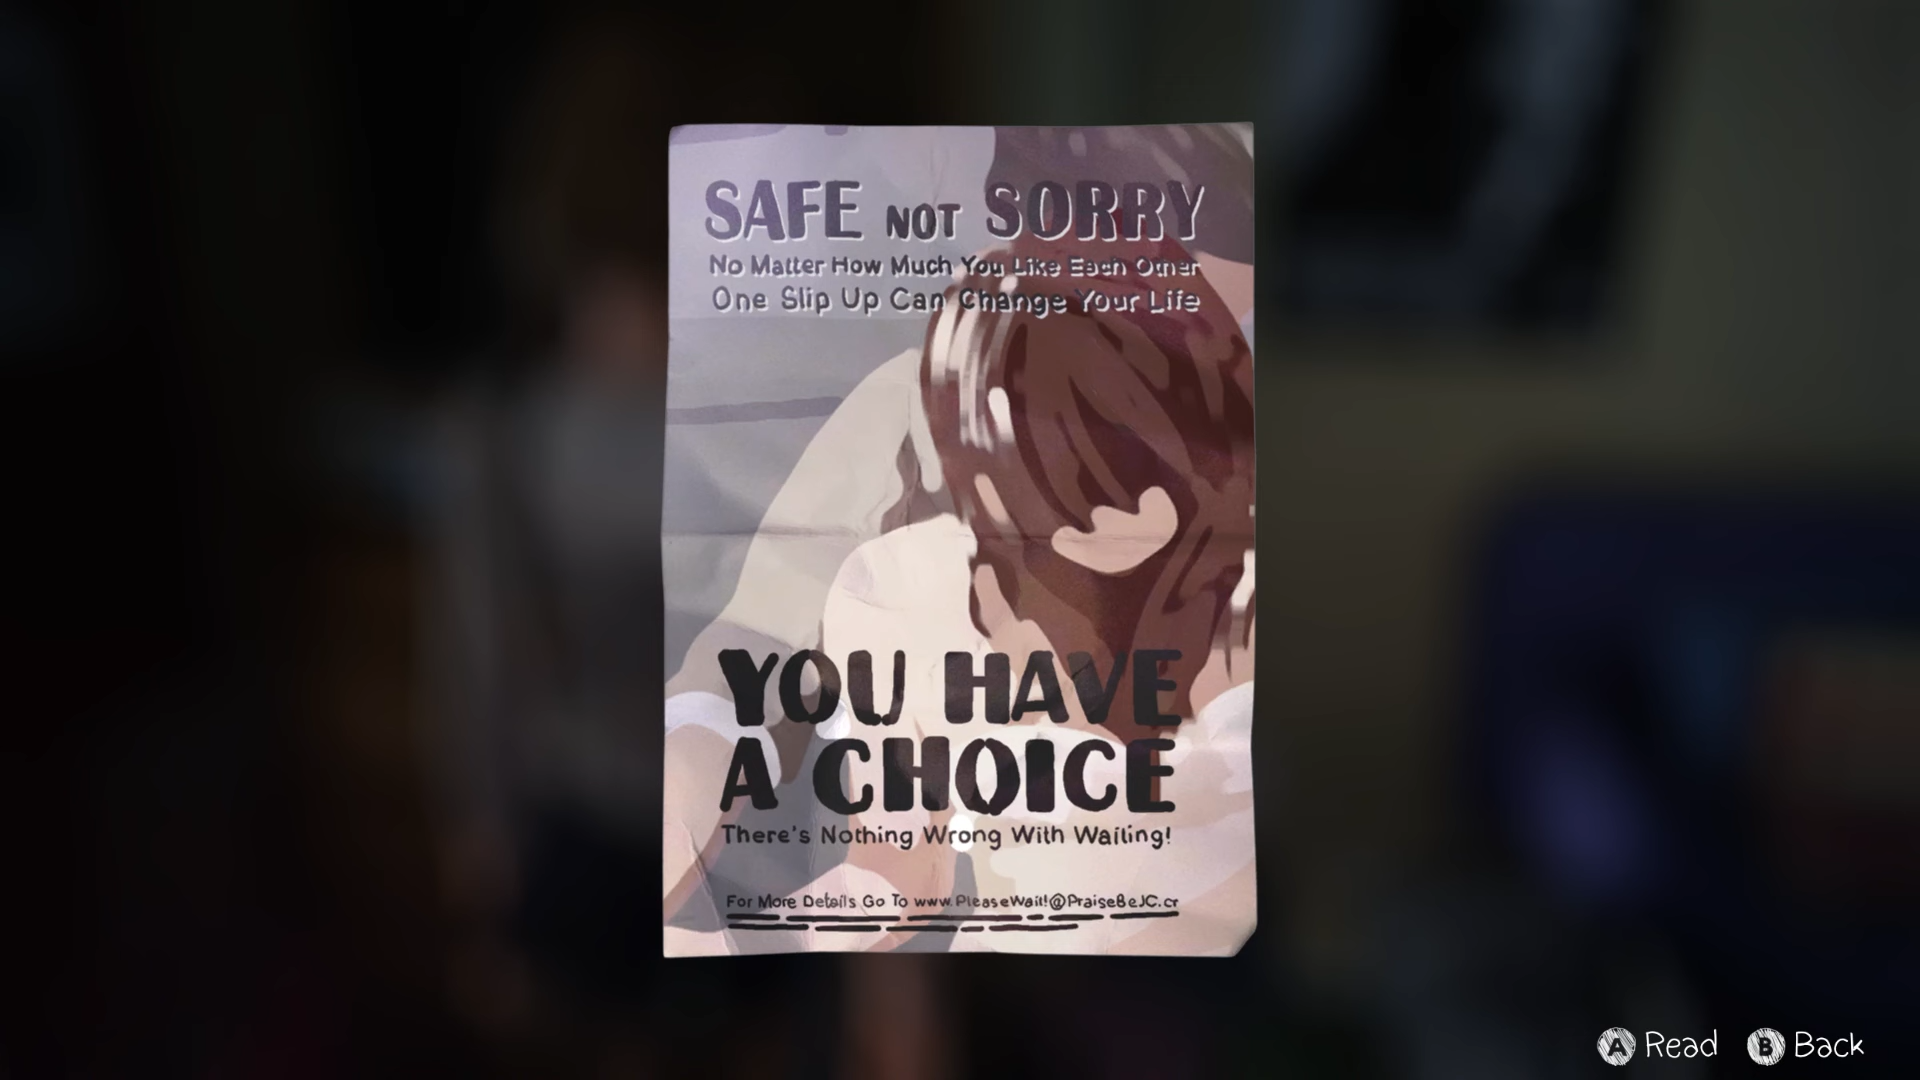 SAFE NOT SORRY
No Matter How Much You Like Each Other
One Slip Up Can Change Your Life
YOU HAVE
A CHOICE
There's Nothing Wrong With Waiting!
For More Details Go To www.PleaseWait!@PraiseBeJC.cr
A Read B Back